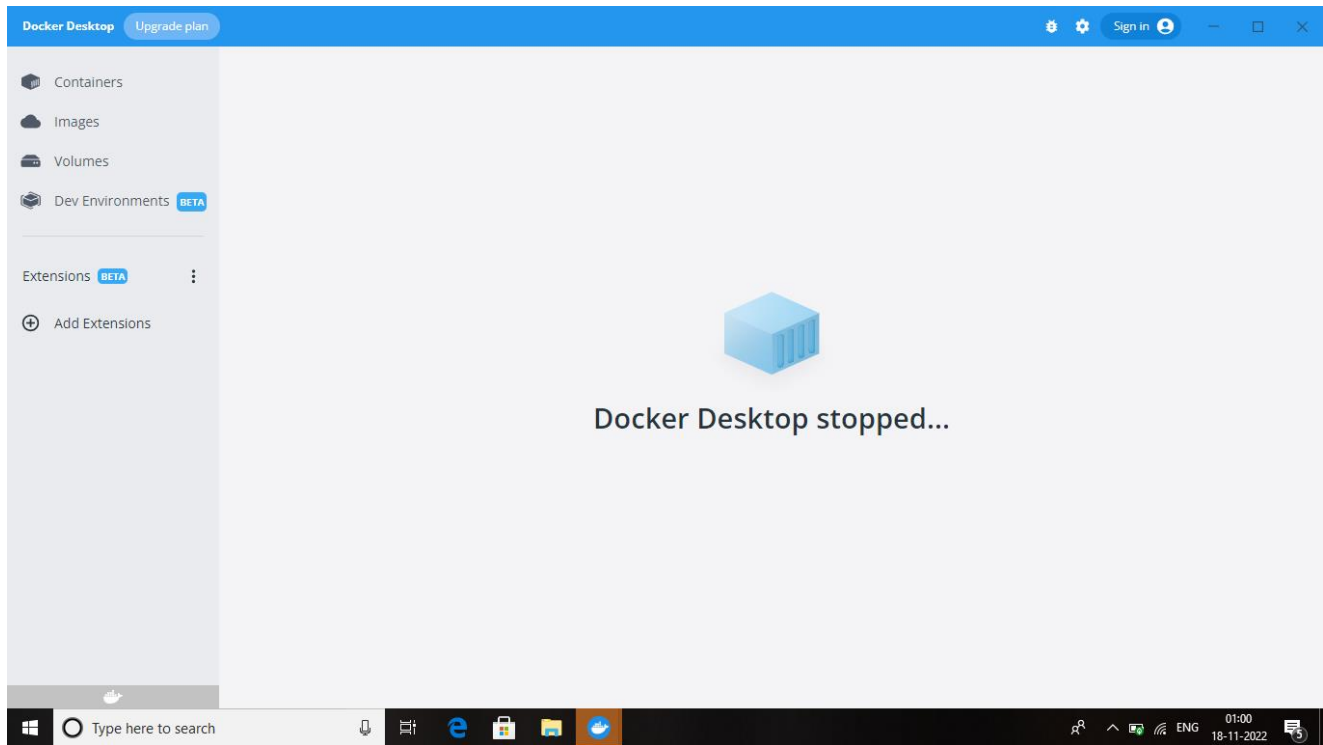 Docker Desktop Upgrade plan Sign in
Containers
Images
Volumes
Dev Environments BETA
Extensions BETA
Add Extensions
Docker Desktop stopped...
Type here to search
ENG
01:00
18-11-2022
5